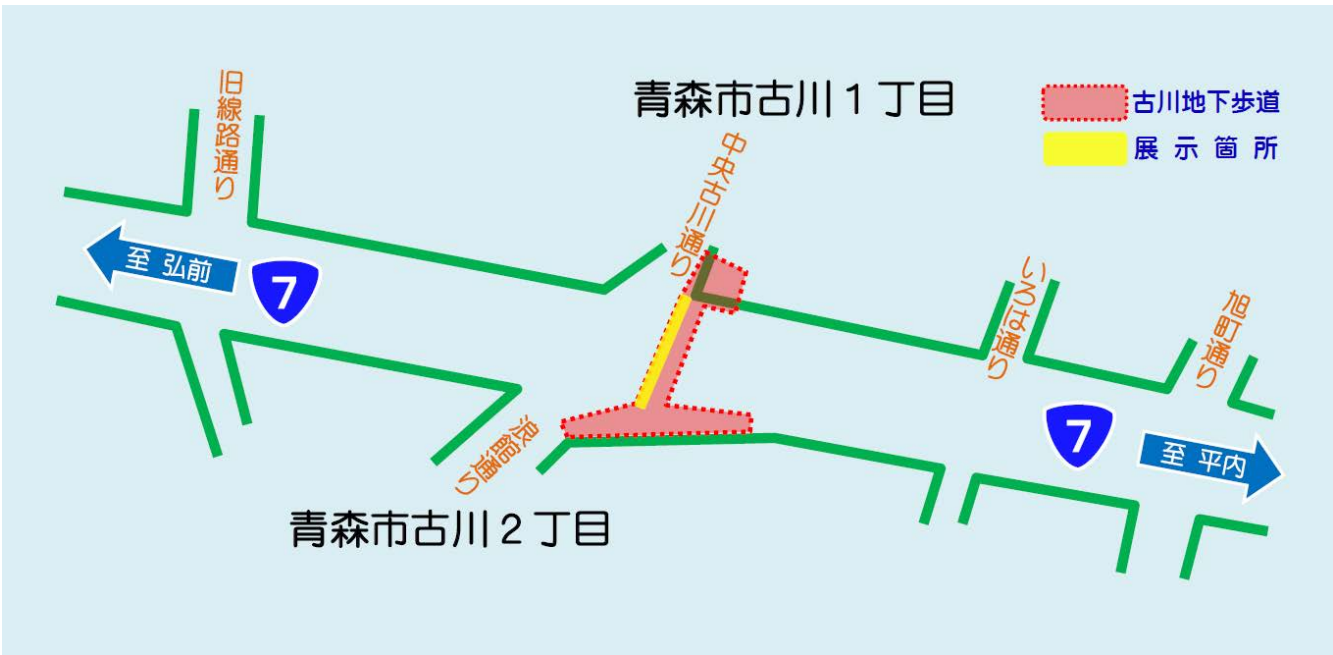 青森市古川1丁目
古川地下歩道
展示箇所
旧線路通り
中央古川通り
至 弘前
7
いろは通り
旭町通り
7
至 平内
浪館通り
青森市古川2丁目